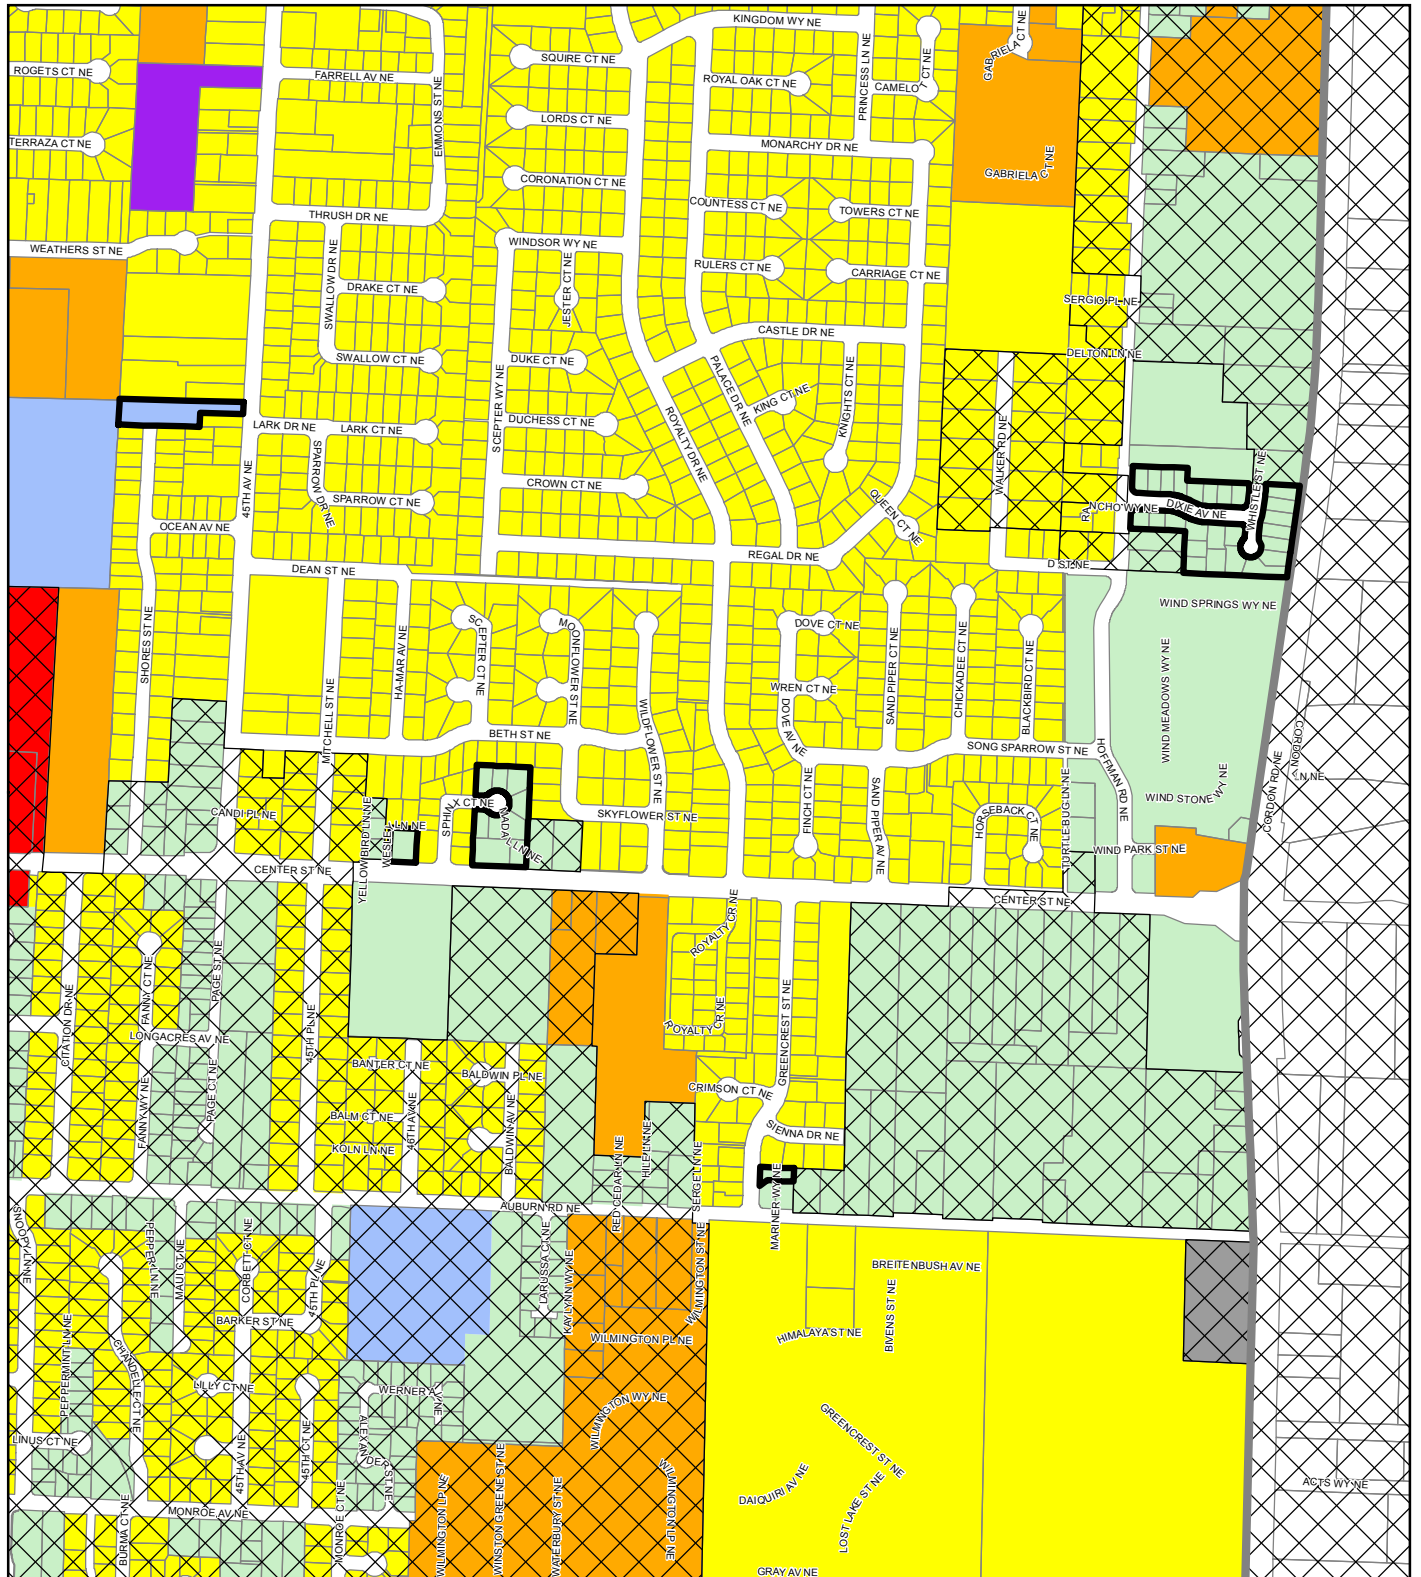 KINGDOM WY NE
GABRIELA CT NE
ROGETS CT NE
SQUIRE CT NE
FARRELL AV NE
ROYAL OAK CT NE
PRINCESS LN NE
CAMELOT CT NE
EMMONS ST NE
LORDS CT NE
TERRAZA CT NE
MONARCHY DR NE
GABRIELA CT NE
CORONATION CT NE
COUNTESS CT NE
TOWERS CT NE
THRUSH DR NE
WEATHERS ST NE
WINDSOR WY NE
JESTER CT NE
RULERS CT NE
CARRIAGE CT NE
SWALLOW DR NE
DRAKE CT NE
SERGIO PL NE
CASTLE DR NE
DELTON LN NE
SWALLOW CT NE
DUKE CT NE
PALACE DR NE
KING CT NE
KNIGHTS CT NE
SCEPTER WY NE
DUCHESS CT NE
ROYALTY DR NE
LARK DR NE
LARK CT NE
SPARROW DR NE
45TH AV NE
WALKER RD NE
WHISTLE ST NE
CROWN CT NE
SPARROW CT NE
QUEEN CT NE
RANCHO WY NE
DIXIE AV NE
OCEAN AV NE
REGAL DR NE
D ST NE
DEAN ST NE
WIND SPRINGS WY NE
SHORES ST NE
HA-MAR AV NE
SCEPTER CT NE
MOONFLOWER ST NE
DOVE CT NE
SAND PIPER CT NE
CHICKADEE CT NE
BLACKBIRD CT NE
WIND MEADOWS WY NE
WREN CT NE
MITCHELL ST NE
WILDFLOWER ST NE
DOVE AV NE
BETH ST NE
SONG SPARROW ST NE
HOFFMAN RD NE
CORDON LN NE
CORDON RD NE
WIND STONE WY NE
TURTLE BUG LN NE
CANDI PL NE
YELLOWBIRD LN NE
WESLEY LN NE
SPHINX CT NE
NADAL LN NE
SKYFLOWER ST NE
FINCH CT NE
SAND PIPER AV NE
HORSEBACK CT NE
WIND PARK ST NE
CENTER ST NE
CENTER ST NE
ROYALTY CR NE
FANNY CT NE
PAGE ST NE
CITATION DR NE
LONGACRES AV NE
45TH PL NE
ROYALTY CR NE
GREENCREST ST NE
BANTER CT NE
BALDWIN PL NE
CRIMSON CT NE
FANNY WY NE
PAGE CT NE
BALM CT NE
46TH AV NE
BALDWIN AV NE
SIENNA DR NE
KOLN LN NE
RED CEDAR LN NE
HILE LN NE
SERGE LN NE
MARINER WY NE
AUBURN RD NE
SNOOPY LN NE
PEPPER LN NE
MAUI CT NE
CORBETT CT NE
45TH PL NE
LARUSSA CT NE
KAYLYNN WY NE
WILMINGTON ST NE
BREITENBUSH AV NE
BIVENS ST NE
BARKER ST NE
WILMINGTON PL NE
HIMALAYA ST NE
PEPPERMINT LN NE
CHANDELLE CT NE
LILLY CT NE
WERNER AV NE
WILMINGTON WY NE
GREENCREST ST NE
LINUS CT NE
45TH AV NE
45TH CT NE
ALEXANDER ST NE
DAIQUIRI AV NE
LOST LAKE ST NE
ACTS WY NE
MONROE AV NE
BURMA CT NE
MONROE CT NE
WILMINGTON LP NE
WINSTON GREENE ST NE
WATERBURY ST NE
WILMINGTON LP NE
GRAY AV NE